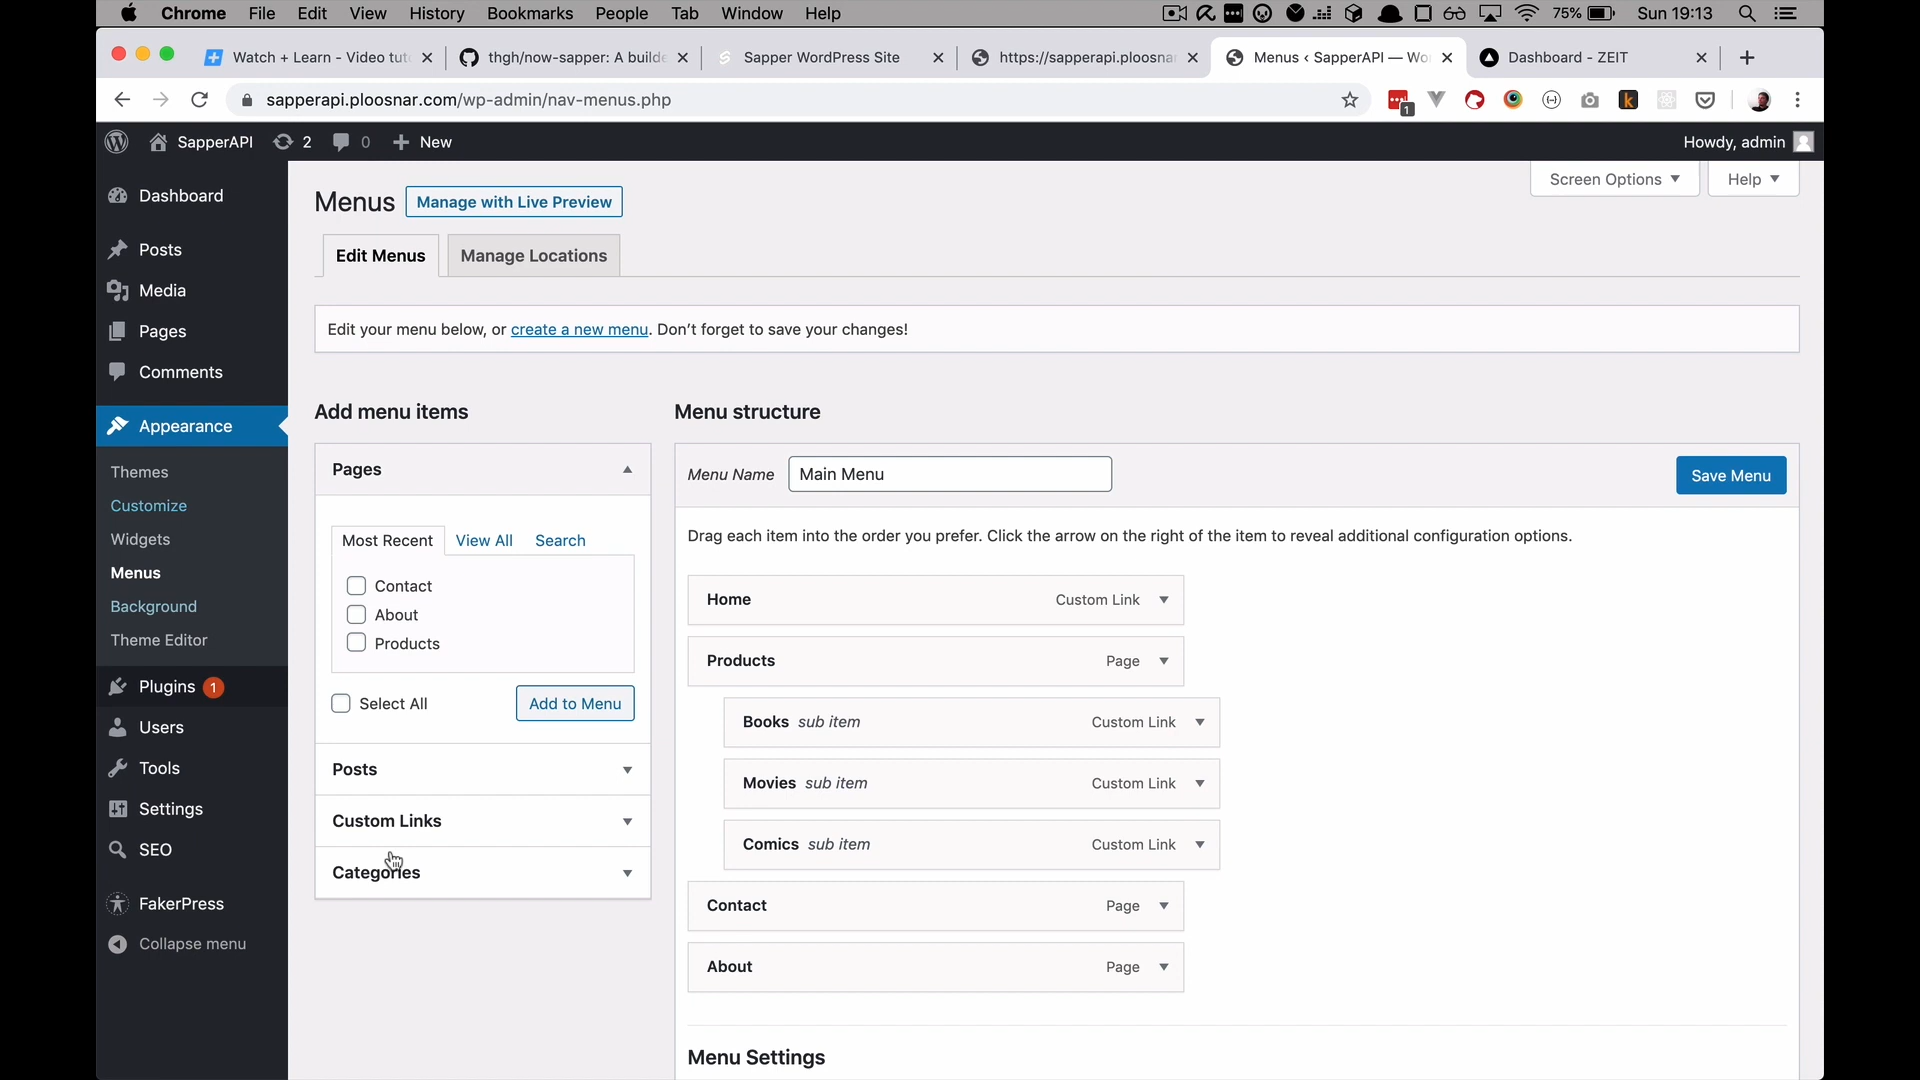 Chrome File Edit View History Bookmarks People Tab Window Help 75% Sun 19:13
Watch + Learn - Video tut
thgh/now-sapper: A builde
Sapper WordPress Site
https://sapperapi.ploosnar
Menus ‹ SapperAPI — Wo
Dashboard - ZEIT
sapperapi.ploosnar.com/wp-admin/nav-menus.php
1
SapperAPI 2 0 New
Howdy, admin
Dashboard
Posts
Media
Pages
Comments
Appearance
Themes
Customize
Widgets
Menus
Background
Theme Editor
Plugins 1
Users
Tools
Settings
SEO
FakerPress
Collapse menu
Screen Options
Help
Menus
Manage with Live Preview
Edit Menus
Manage Locations
Edit your menu below, or create a new menu. Don’t forget to save your changes!
Add menu items
Pages
Most Recent
View All
Search
Contact
About
Products
Select All
Add to Menu
Posts
Custom Links
Categories
Menu structure
Menu Name
Main Menu
Save Menu
Drag each item into the order you prefer. Click the arrow on the right of the item to reveal additional configuration options.
Home Custom Link
Products Page
Books sub item Custom Link
Movies sub item Custom Link
Comics sub item Custom Link
Contact Page
About Page
Menu Settings